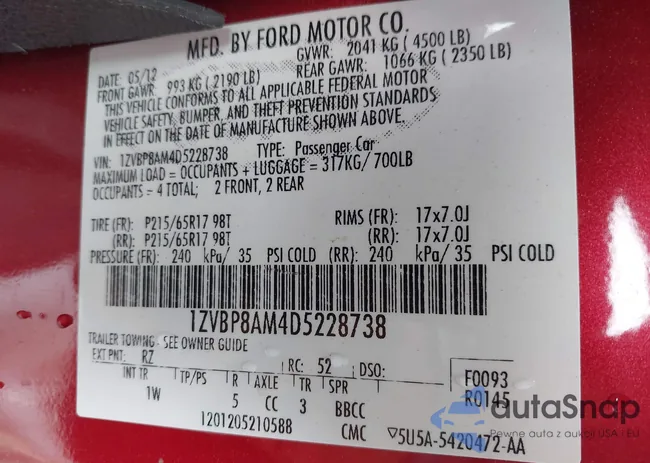 MFD. BY FORD MOTOR CO.
DATE: 05/12 GVWR: 2041 KG ( 4500 LB)
FRONT GAWR: 993 KG ( 2190 LB) REAR GAWR: 1066 KG ( 2350 LB)
THIS VEHICLE CONFORMS TO ALL APPLICABLE FEDERAL MOTOR
VEHICLE SAFETY, BUMPER, AND THEFT PREVENTION STANDARDS
IN EFFECT ON THE DATE OF MANUFACTURE SHOWN ABOVE.
VIN: 1ZVBP8AM4D5228738 TYPE: Passenger Car
MAXIMUM LOAD = OCCUPANTS + LUGGAGE = 317KG/ 700LB
OCCUPANTS = 4 TOTAL; 2 FRONT, 2 REAR
TIRE (FR): P215/65R17 98T RIMS (FR): 17x7.0J
(RR): P215/65R17 98T (RR): 17x7.0J
PRESSURE (FR): 240 kPa/ 35 PSI COLD (RR): 240 kPa/ 35 PSI COLD
1ZVBP8AM4D5228738
TRAILER TOWING - SEE OWNER GUIDE
EXT PNT: RZ RC: 52 DSO: F0093
INT TR TP/PS R AXLE TR SPR R0145
1W 5 CC 3 BBCC
1201205210588 CMC ▽5U5A-5420472-AA
autaSnap
Pewne auta z aukcji USA i EU